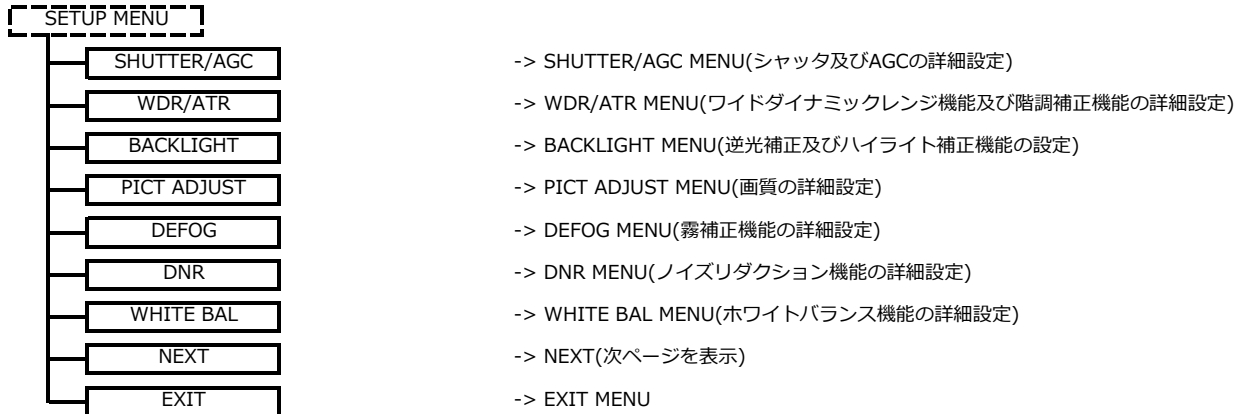 SETUP MENU
SHUTTER/AGC -> SHUTTER/AGC MENU(シャッタ及びAGCの詳細設定)
WDR/ATR -> WDR/ATR MENU(ワイドダイナミックレンジ機能及び階調補正機能の詳細設定)
BACKLIGHT -> BACKLIGHT MENU(逆光補正及びハイライト補正機能の設定)
PICT ADJUST -> PICT ADJUST MENU(画質の詳細設定)
DEFOG -> DEFOG MENU(霧補正機能の詳細設定)
DNR -> DNR MENU(ノイズリダクション機能の詳細設定)
WHITE BAL -> WHITE BAL MENU(ホワイトバランス機能の詳細設定)
NEXT -> NEXT(次ページを表示)
EXIT -> EXIT MENU